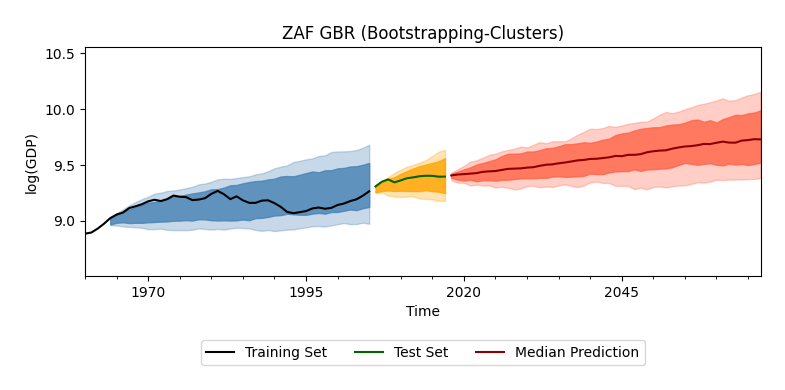 ZAF GBR (Bootstrapping-Clusters)
10.5
10.0
9.5
9.0
log(GDP)
1970
1995
2020
2045
Time
Training Set
Test Set
Median Prediction